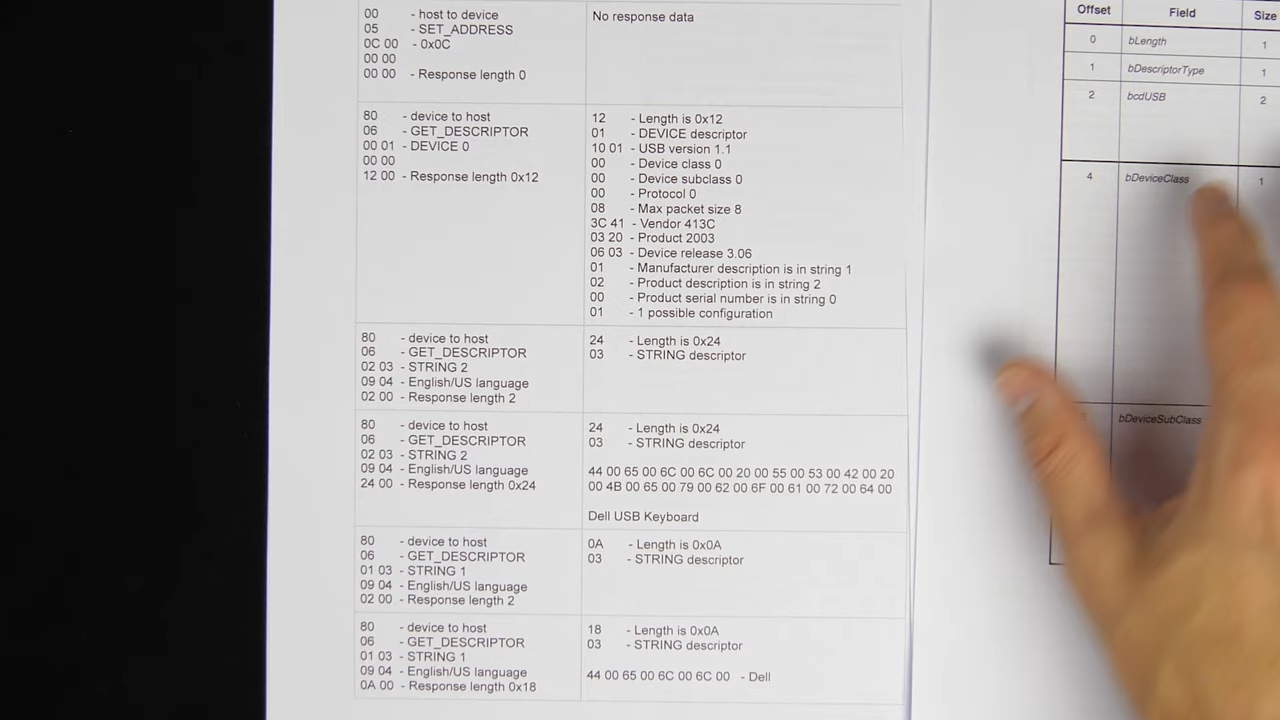 00 - host to device
05 - SET_ADDRESS
0C 00 - 0x0C
00 00
00 00 - Response length 0
No response data
80 - device to host
06 - GET_DESCRIPTOR
00 01 - DEVICE 0
00 00
12 00 - Response length 0x12
12 - Length is 0x12
01 - DEVICE descriptor
10 01 - USB version 1.1
00 - Device class 0
00 - Device subclass 0
00 - Protocol 0
08 - Max packet size 8
3C 41 - Vendor 413C
03 20 - Product 2003
06 03 - Device release 3.06
01 - Manufacturer description is in string 1
02 - Product description is in string 2
00 - Product serial number is in string 0
01 - 1 possible configuration
80 - device to host
06 - GET_DESCRIPTOR
02 03 - STRING 2
09 04 - English/US language
02 00 - Response length 2
24 - Length is 0x24
03 - STRING descriptor
80 - device to host
06 - GET_DESCRIPTOR
02 03 - STRING 2
09 04 - English/US language
24 00 - Response length 0x24
24 - Length is 0x24
03 - STRING descriptor
44 00 65 00 6C 00 6C 00 20 00 55 00 53 00 42 00 20
00 4B 00 65 00 79 00 62 00 6F 00 61 00 72 00 64 00
Dell USB Keyboard
80 - device to host
06 - GET_DESCRIPTOR
01 03 - STRING 1
09 04 - English/US language
02 00 - Response length 2
0A - Length is 0x0A
03 - STRING descriptor
80 - device to host
06 - GET_DESCRIPTOR
01 03 - STRING 1
09 04 - English/US language
0A 00 - Response length 0x18
18 - Length is 0x0A
03 - STRING descriptor
44 00 65 00 6C 00 6C 00 - Dell
Offset Field Size
0 bLength 1
1 bDescriptorType 1
2 bcdUSB 2
4 bDeviceClass 1
bDeviceSubClass